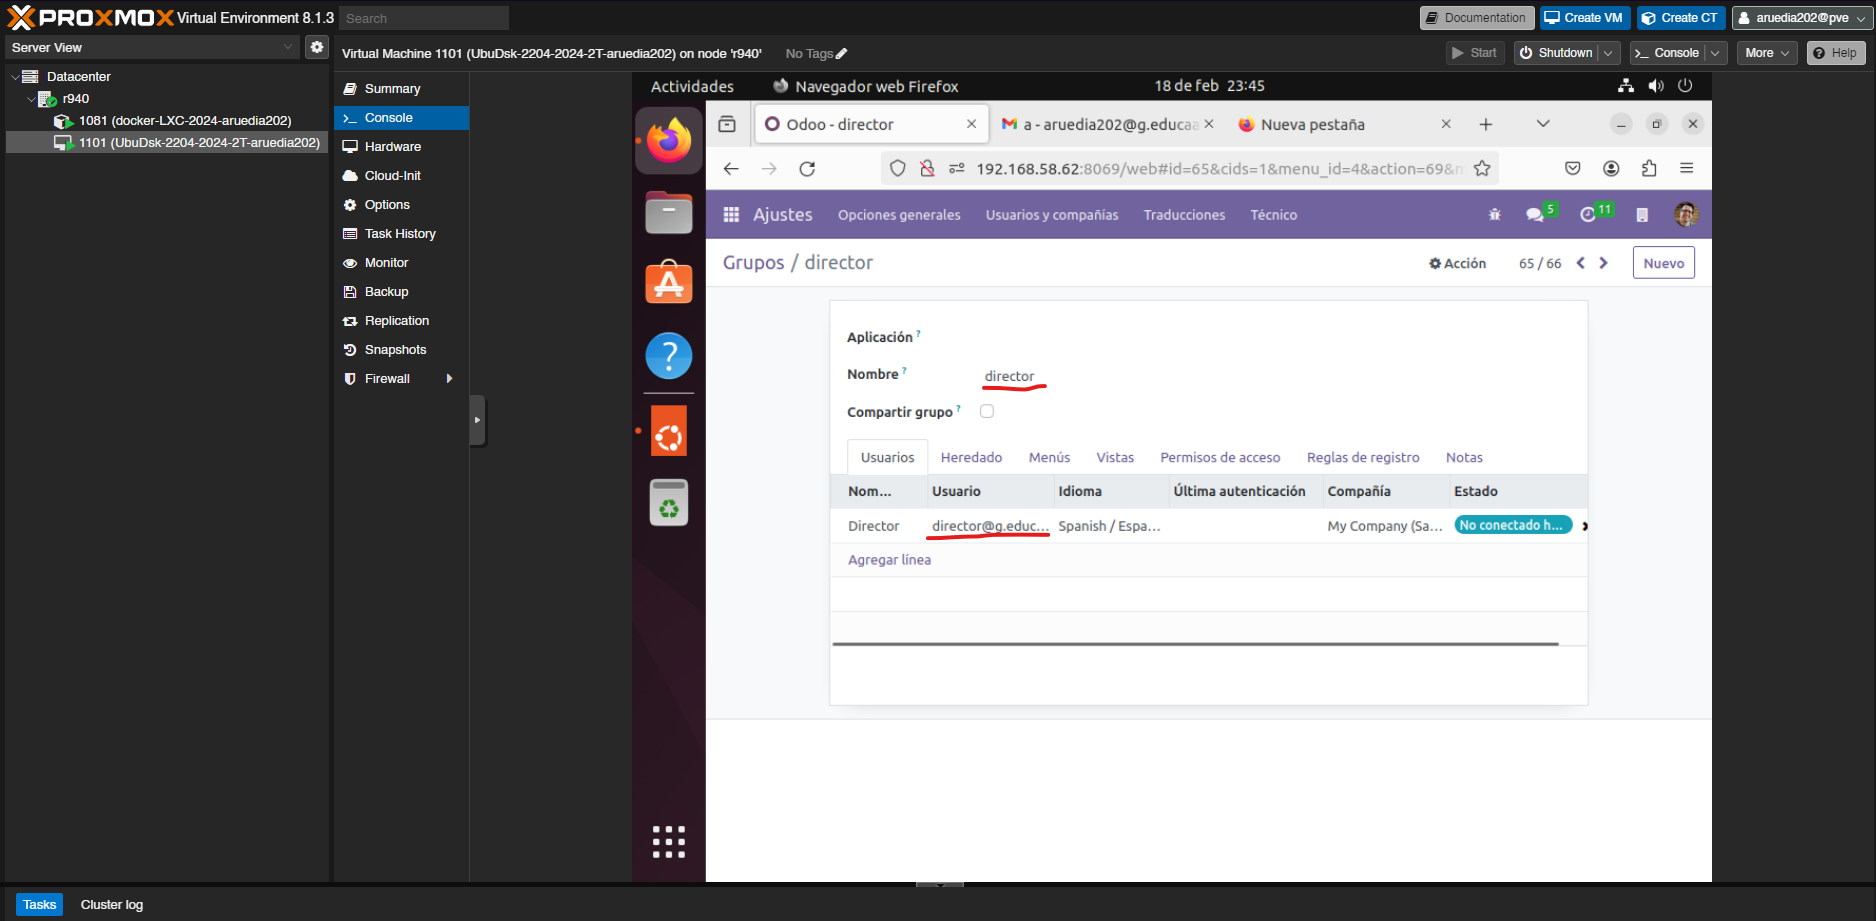 PROXMOX Virtual Environment 8.1.3 Search Documentation Create VM Create CT aruedia202@pve
Server View
Virtual Machine 1101 (UbuDsk-2204-2024-2T-aruedia202) on node 'r940' No Tags Start Shutdown >_ Console More Help
Datacenter
r940
1081 (docker-LXC-2024-aruedia202)
1101 (UbuDsk-2204-2024-2T-aruedia202)
Summary
>_ Console
Hardware
Cloud-Init
Options
Task History
Monitor
Backup
Replication
Snapshots
Firewall
Actividades Navegador web Firefox 18 de feb 23:45
Odoo - director a - aruedia202@g.educaa Nueva pestaña
192.168.58.62:8069/web#id=65&cids=1&menu_id=4&action=69&m
Ajustes Opciones generales Usuarios y compañías Traducciones Técnico 5 11
Grupos / director Acción 65 / 66 Nuevo
Aplicación ?
Nombre ? director
Compartir grupo ?
Usuarios Heredado Menús Vistas Permisos de acceso Reglas de registro Notas
Nom... Usuario Idioma Última autenticación Compañía Estado
Director director@g.educ... Spanish / Espa... My Company (Sa... No conectado h...
Agregar línea
Tasks Cluster log